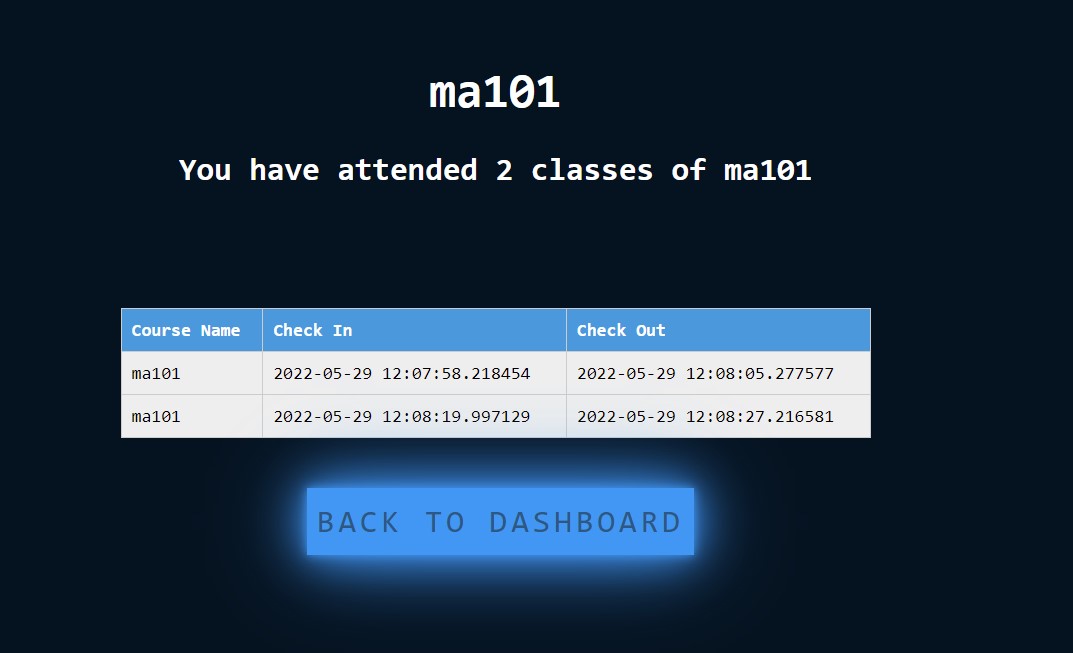 ma101
You have attended 2 classes of ma101
Course Name Check In Check Out
ma101 2022-05-29 12:07:58.218454 2022-05-29 12:08:05.277577
ma101 2022-05-29 12:08:19.997129 2022-05-29 12:08:27.216581
BACK TO DASHBOARD